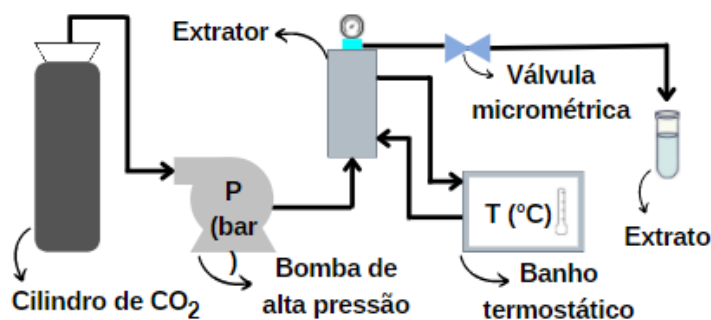 Extrator
Válvula
micrométrica
P
(bar
)
T (°C)
Extrato
Cilindro de CO₂
Bomba de
alta pressão
Banho
termostático